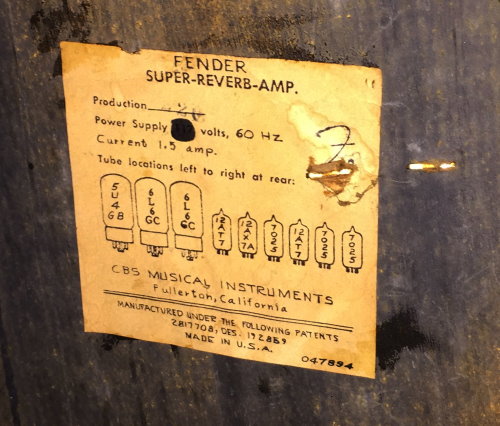 FENDER
SUPER-REVERB-AMP.
Production
Power Supply volts, 60 HZ
Current 1.5 amp.
Tube locations left to right at rear:
5U4GB 6L6GC 6L6GC 12AT7 12AX7A 7025 12AT7 7025 7025
CBS MUSICAL INSTRUMENTS
Fullerton, California
MANUFACTURED UNDER THE FOLLOWING PATENTS
2817708, DES. 172859
MADE IN U.S.A.
047894